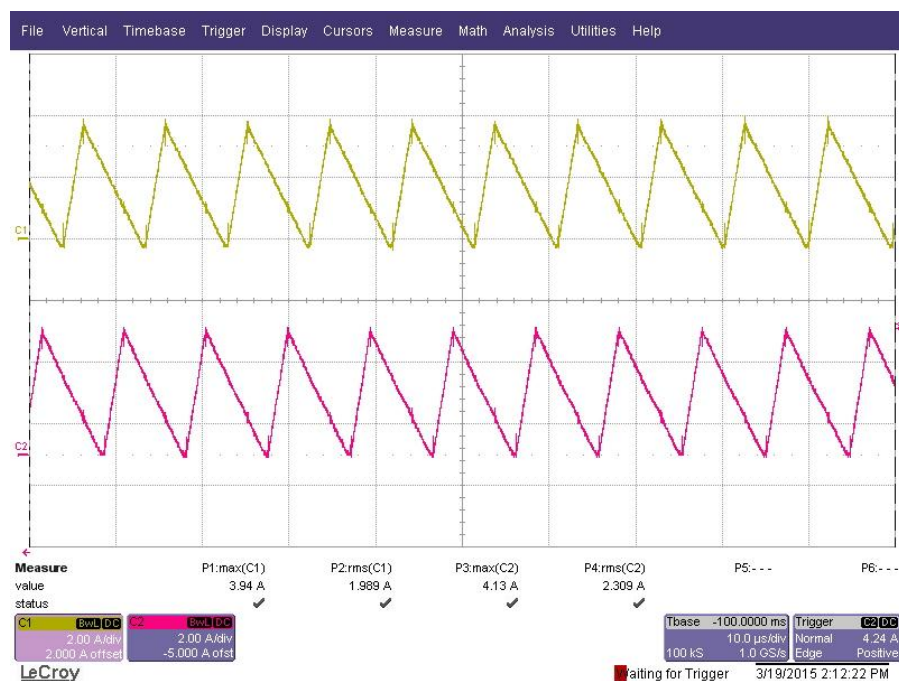 File Vertical Timebase Trigger Display Cursors Measure Math Analysis Utilities Help
C1
C2
Measure P1:max(C1) P2:rms(C1) P3:max(C2) P4:rms(C2) P5:- - - P6:- - -
value 3.94 A 1.989 A 4.13 A 2.309 A
status
C1 BwL DC C2 BwL DC Tbase -100.0000 ms Trigger C2 DC
2.00 A/div 2.00 A/div 10.0 µs/div Normal 4.24 A
2.000 A offset -5.000 A ofst 100 kS 1.0 GS/s Edge Positive
LeCroy Waiting for Trigger 3/19/2015 2:12:22 PM